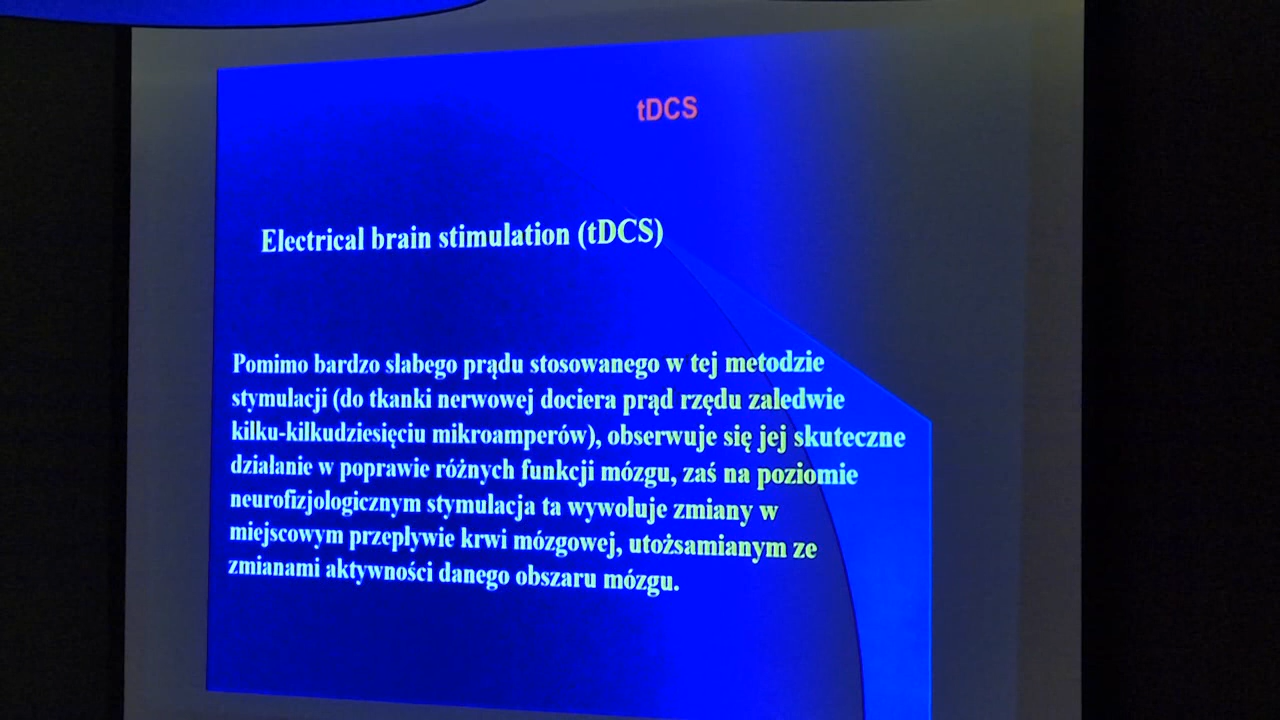 tDCS
Electrical brain stimulation (tDCS)
Pomimo bardzo slabego prądu stosowanego w tej metodzie
stymulacji (do tkanki nerwowej dociera prąd rzędu zaledwie
kilku-kilkudziesięciu mikroamperów), obserwuje się jej skuteczne
działanie w poprawie różnych funkcji mózgu, zaś na poziomie
neurofizjologicznym stymulacja ta wywołuje zmiany w
miejscowym przepływie krwi mózgowej, utożsamianym ze
zmianami aktywności danego obszaru mózgu.